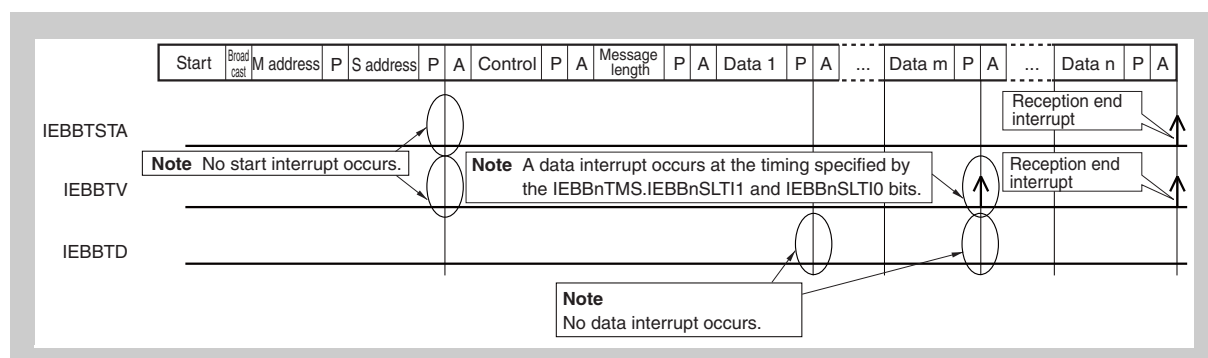 Start Broad cast M address P S address P A Control P A Message length P A Data 1 P A ... Data m P A ... Data n P A
Reception end
interrupt
IEBBTSTA
Note No start interrupt occurs.
Note A data interrupt occurs at the timing specified by
the IEBBnTMS.IEBBnSLTI1 and IEBBnSLTI0 bits.
Reception end
interrupt
IEBBTV
IEBBTD
Note
No data interrupt occurs.